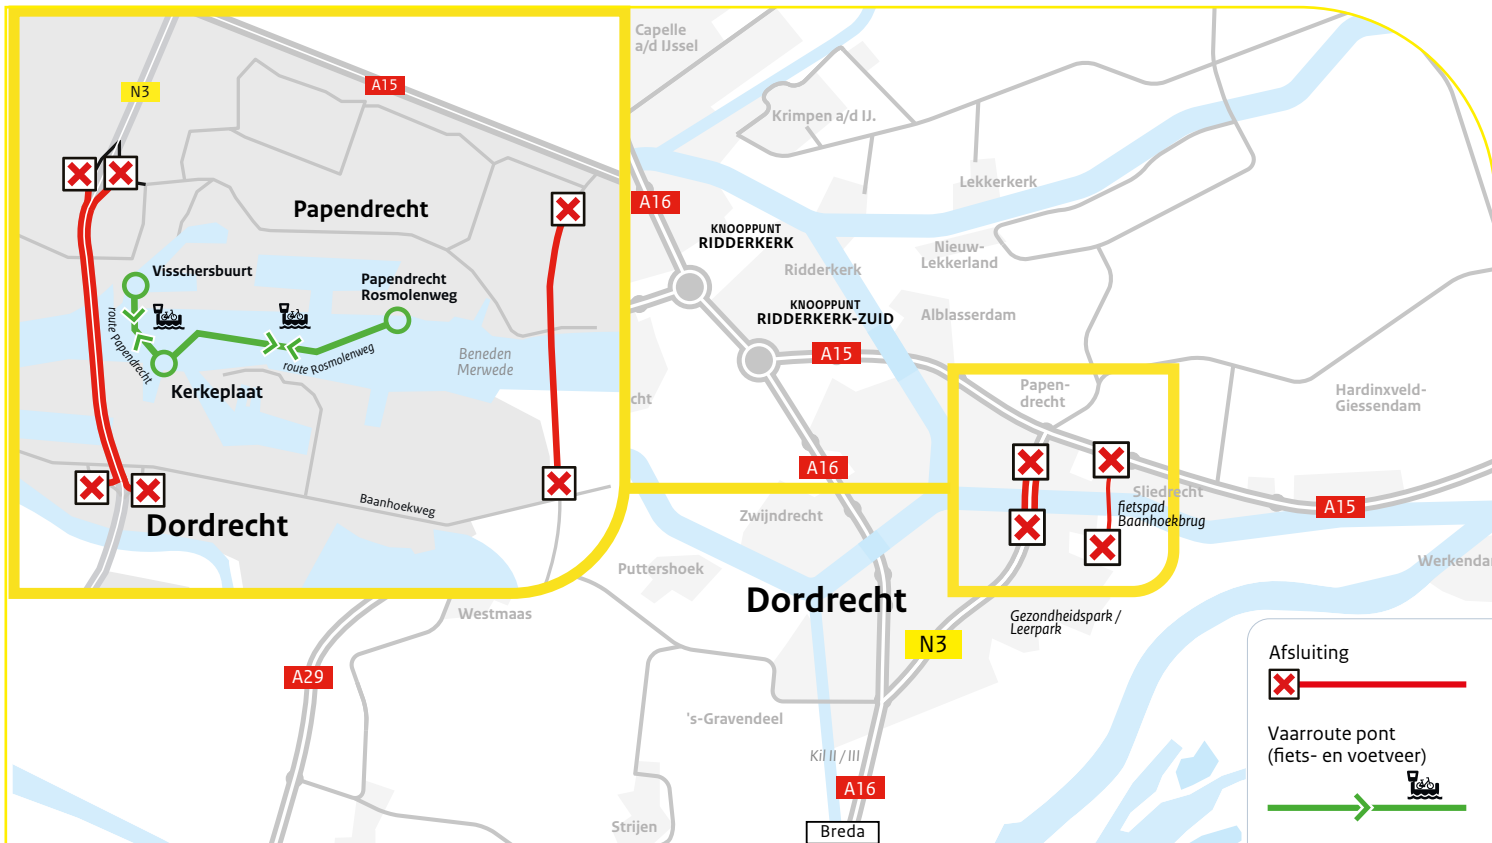 N3
A15
Papendrecht
Visschersbuurt
Papendrecht
Rosmolenweg
route Papendrecht
route Rosmolenweg
Kerkeplaat
Beneden
Merwede
Baanhoekweg
Dordrecht
Capelle
a/d IJssel
Krimpen a/d IJ.
Lekkerkerk
A16
KNOOPPUNT
RIDDERKERK
Ridderkerk
Nieuw-
Lekkerland
KNOOPPUNT
RIDDERKERK-ZUID
Alblasserdam
A15
cht
Papen-
drecht
Hardinxveld-
Giessendam
A16
Sliedrecht
fietspad
Baanhoekbrug
A15
Zwijndrecht
Puttershoek
Werkendam
Dordrecht
Westmaas
Gezondheidspark /
Leerpark
N3
A29
's-Gravendeel
Kil II / III
A16
Strijen
Breda
Afsluiting
Vaarroute pont
(fiets- en voetveer)